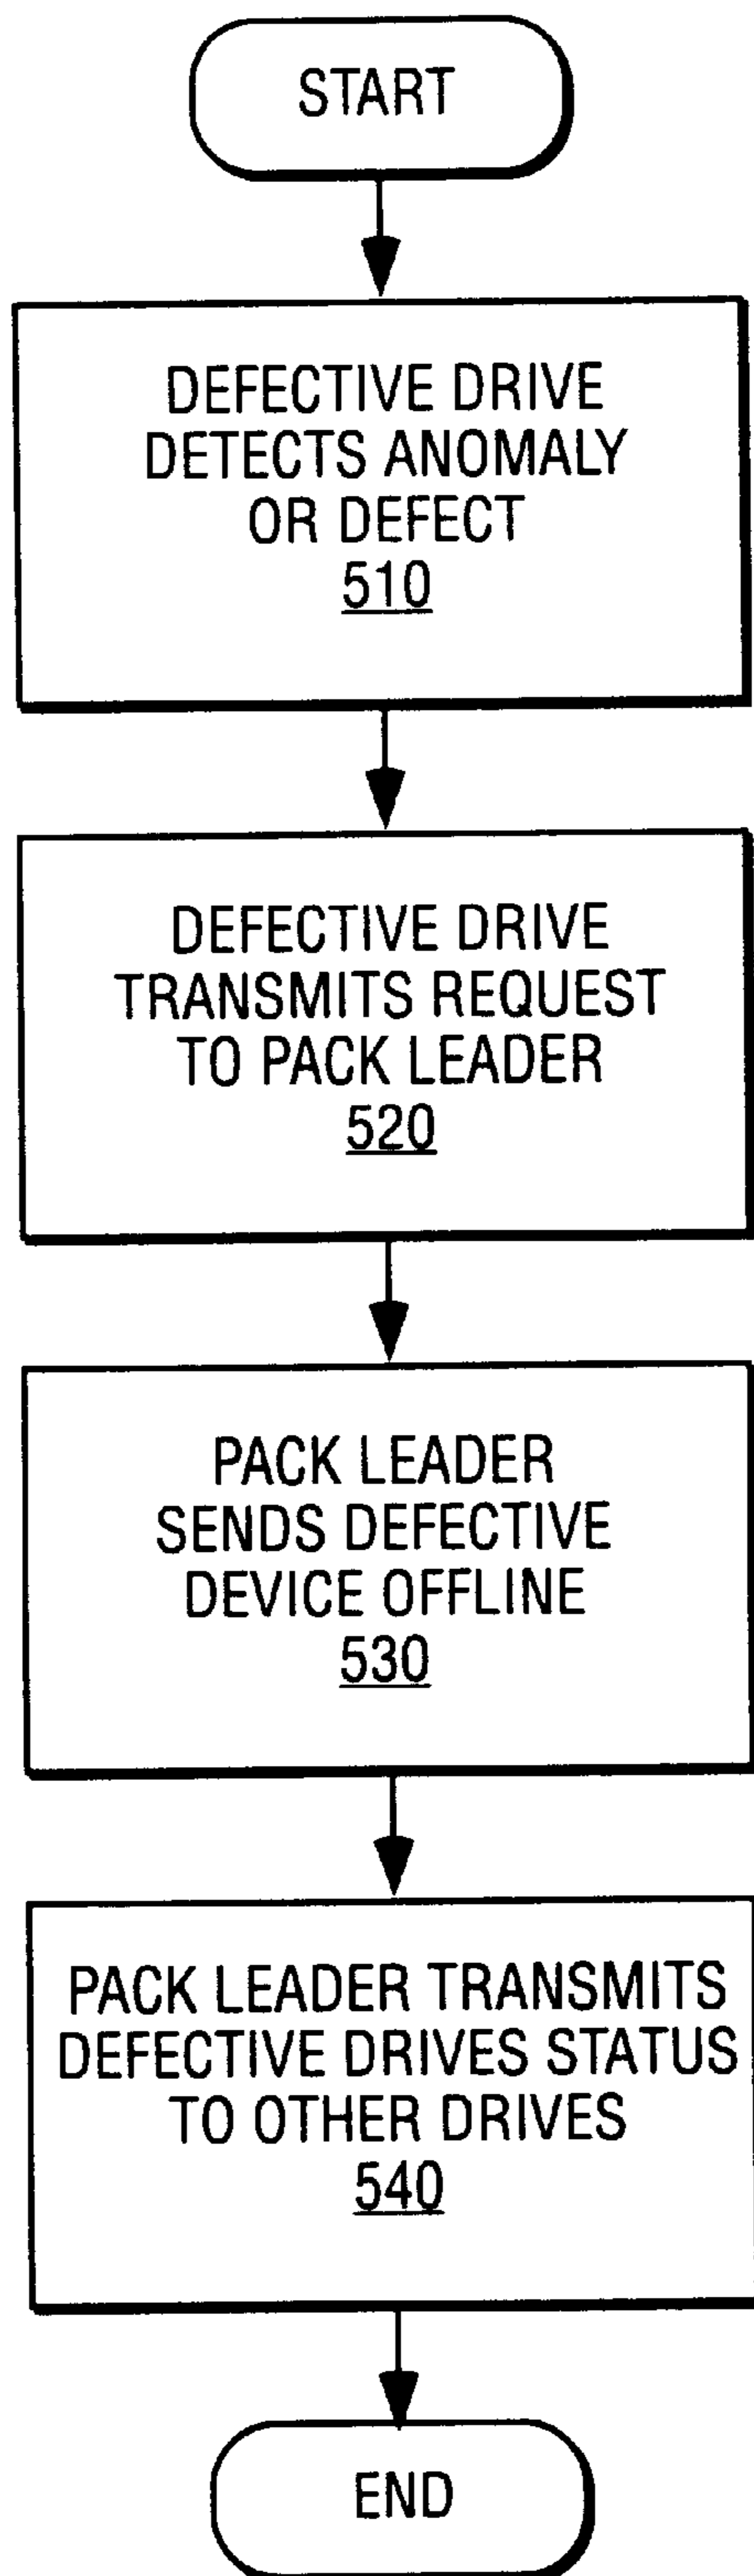 START
DEFECTIVE DRIVE
DETECTS ANOMALY
OR DEFECT
510
DEFECTIVE DRIVE
TRANSMITS REQUEST
TO PACK LEADER
520
PACK LEADER
SENDS DEFECTIVE
DEVICE OFFLINE
530
PACK LEADER TRANSMITS
DEFECTIVE DRIVES STATUS
TO OTHER DRIVES
540
END